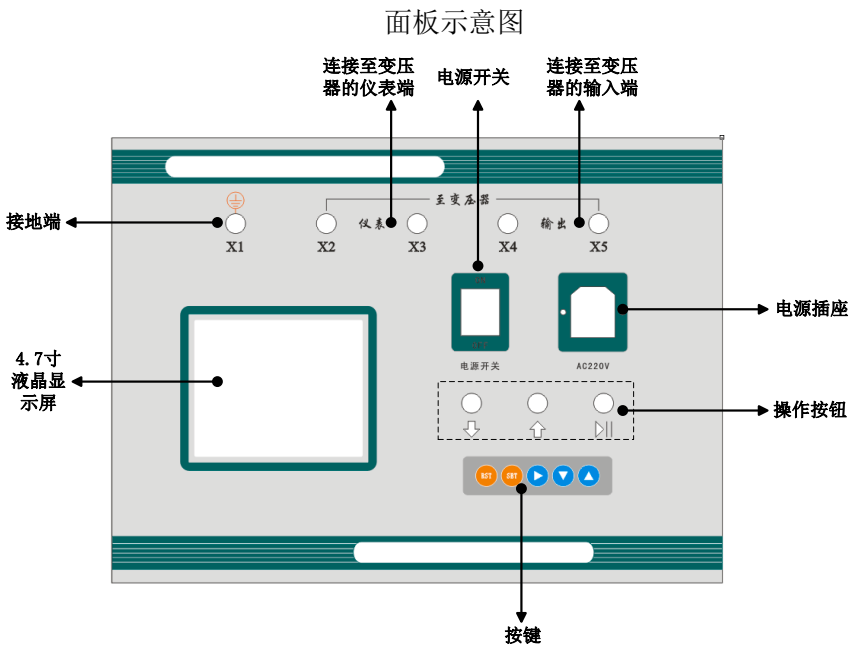 面板示意图
连接至变压
器的仪表端
电源开关
连接至变压
器的输入端
至变压器
接地端
仪表
输出
X1
X2
X3
X4
X5
电源插座
4.7寸
液晶显
示屏
电源开关
AC220V
操作按钮
RST
SET
按键